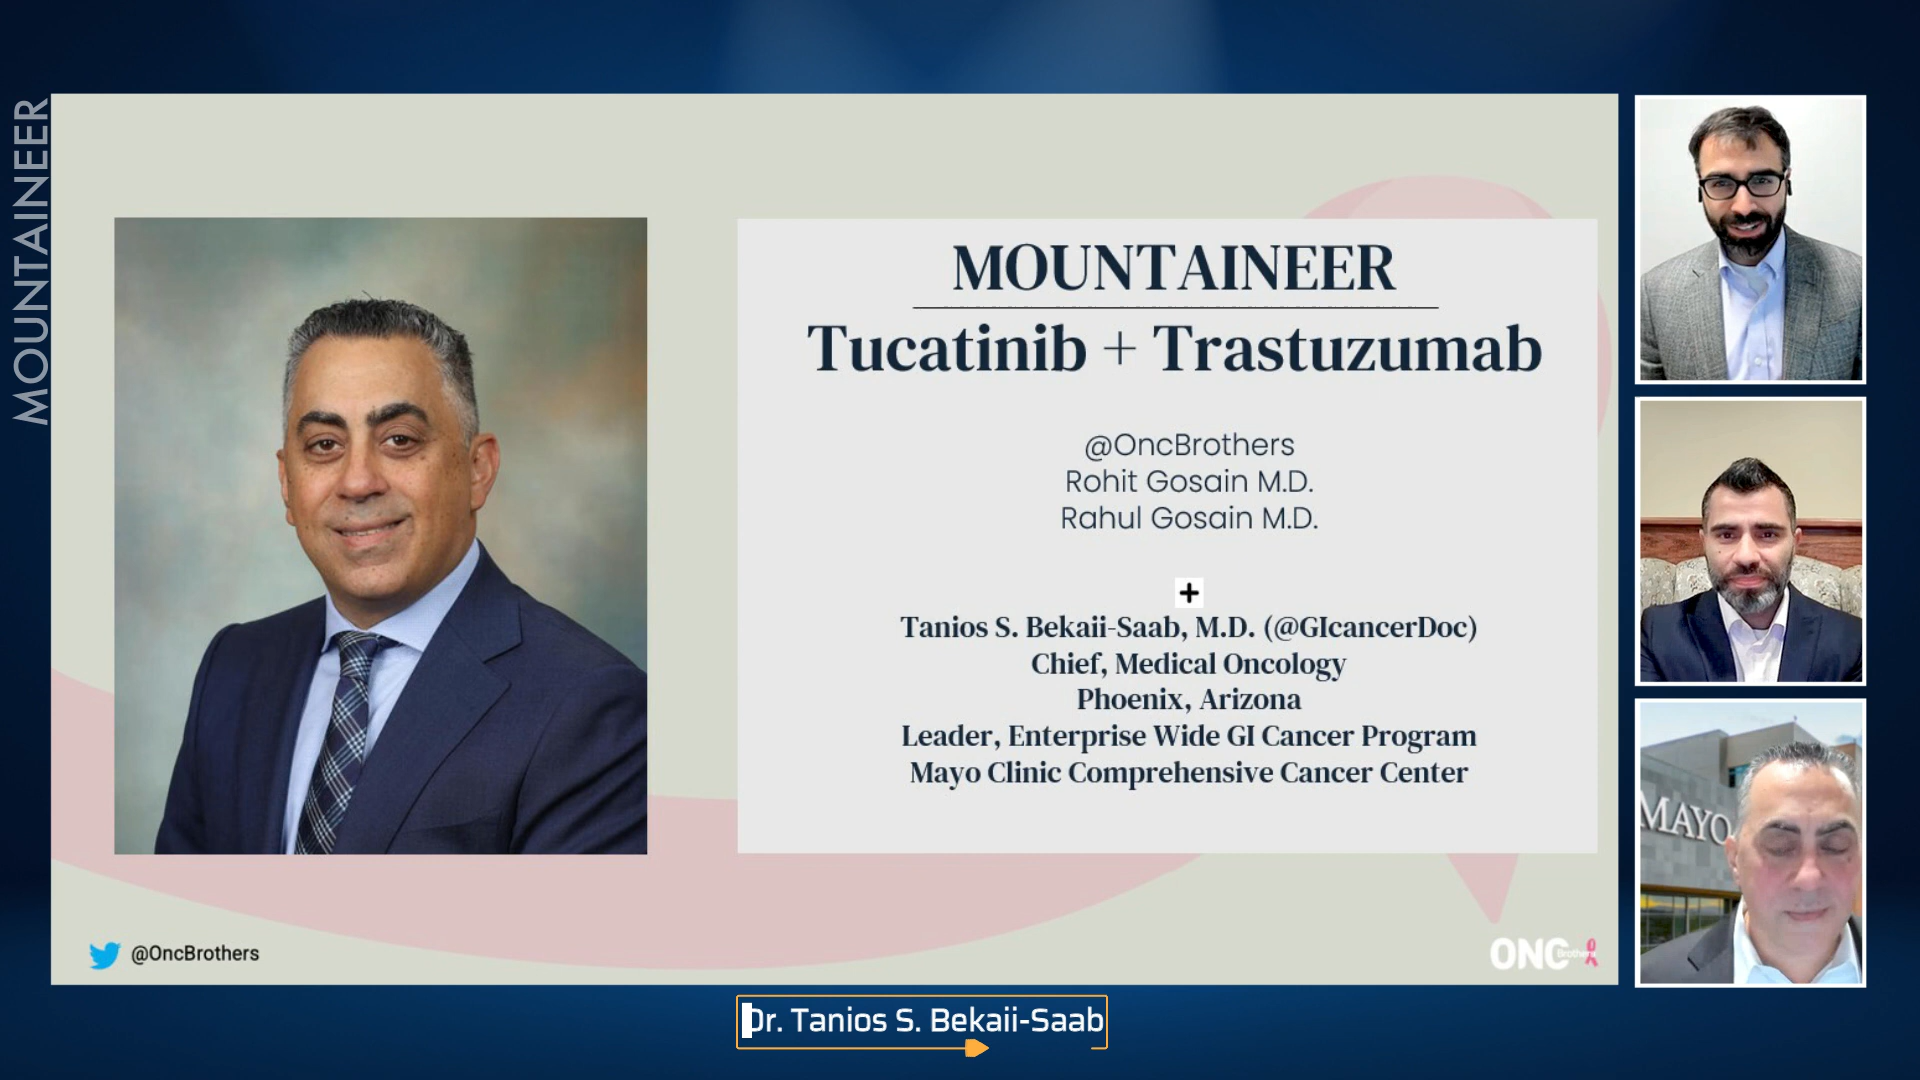 MOUNTAINEER
MOUNTAINEER
Tucatinib + Trastuzumab
@OncBrothers
Rohit Gosain M.D.
Rahul Gosain M.D.
+
Tanios S. Bekaii-Saab, M.D. (@GIcancerDoc)
Chief, Medical Oncology
Phoenix, Arizona
Leader, Enterprise Wide GI Cancer Program
Mayo Clinic Comprehensive Cancer Center
@OncBrothers
ONC Brothers
MAYO
Dr. Tanios S. Bekaii-Saab